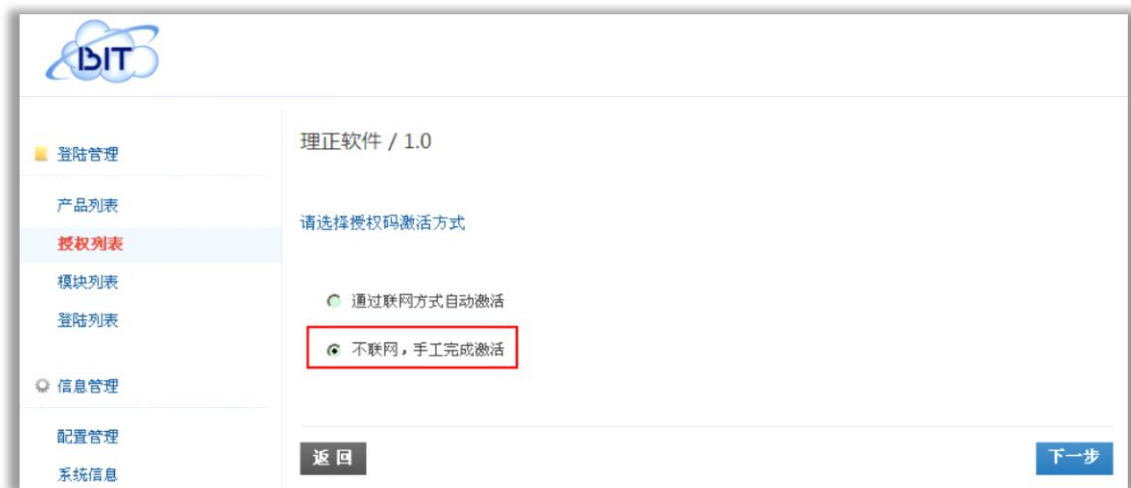 BIT
登陆管理
产品列表
授权列表
模块列表
登陆列表
信息管理
配置管理
系统信息
理正软件 / 1.0
请选择授权码激活方式
通过联网方式自动激活
不联网，手工完成激活
返回
下一步